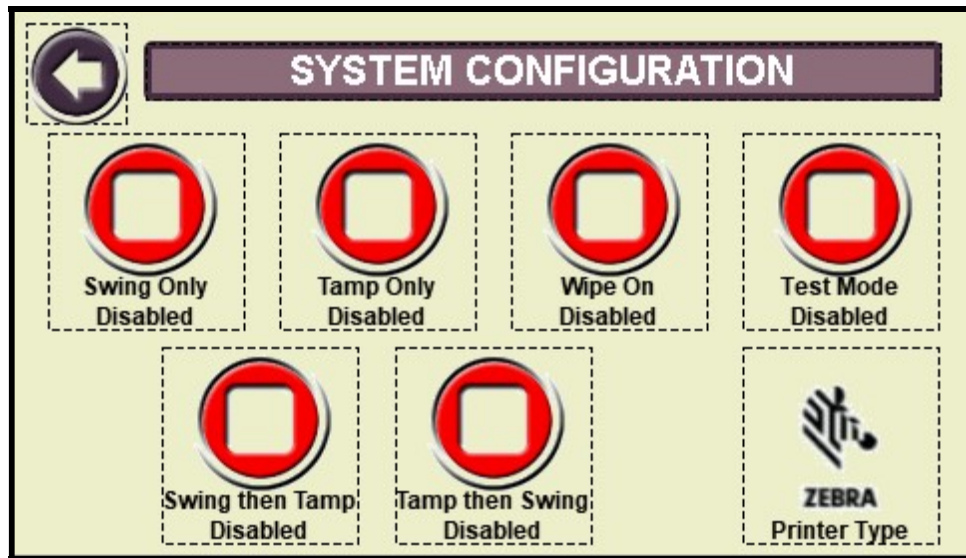 SYSTEM CONFIGURATION
Swing Only
Disabled
Tamp Only
Disabled
Wipe On
Disabled
Test Mode
Disabled
Swing then Tamp
Disabled
Tamp then Swing
Disabled
ZEBRA
Printer Type